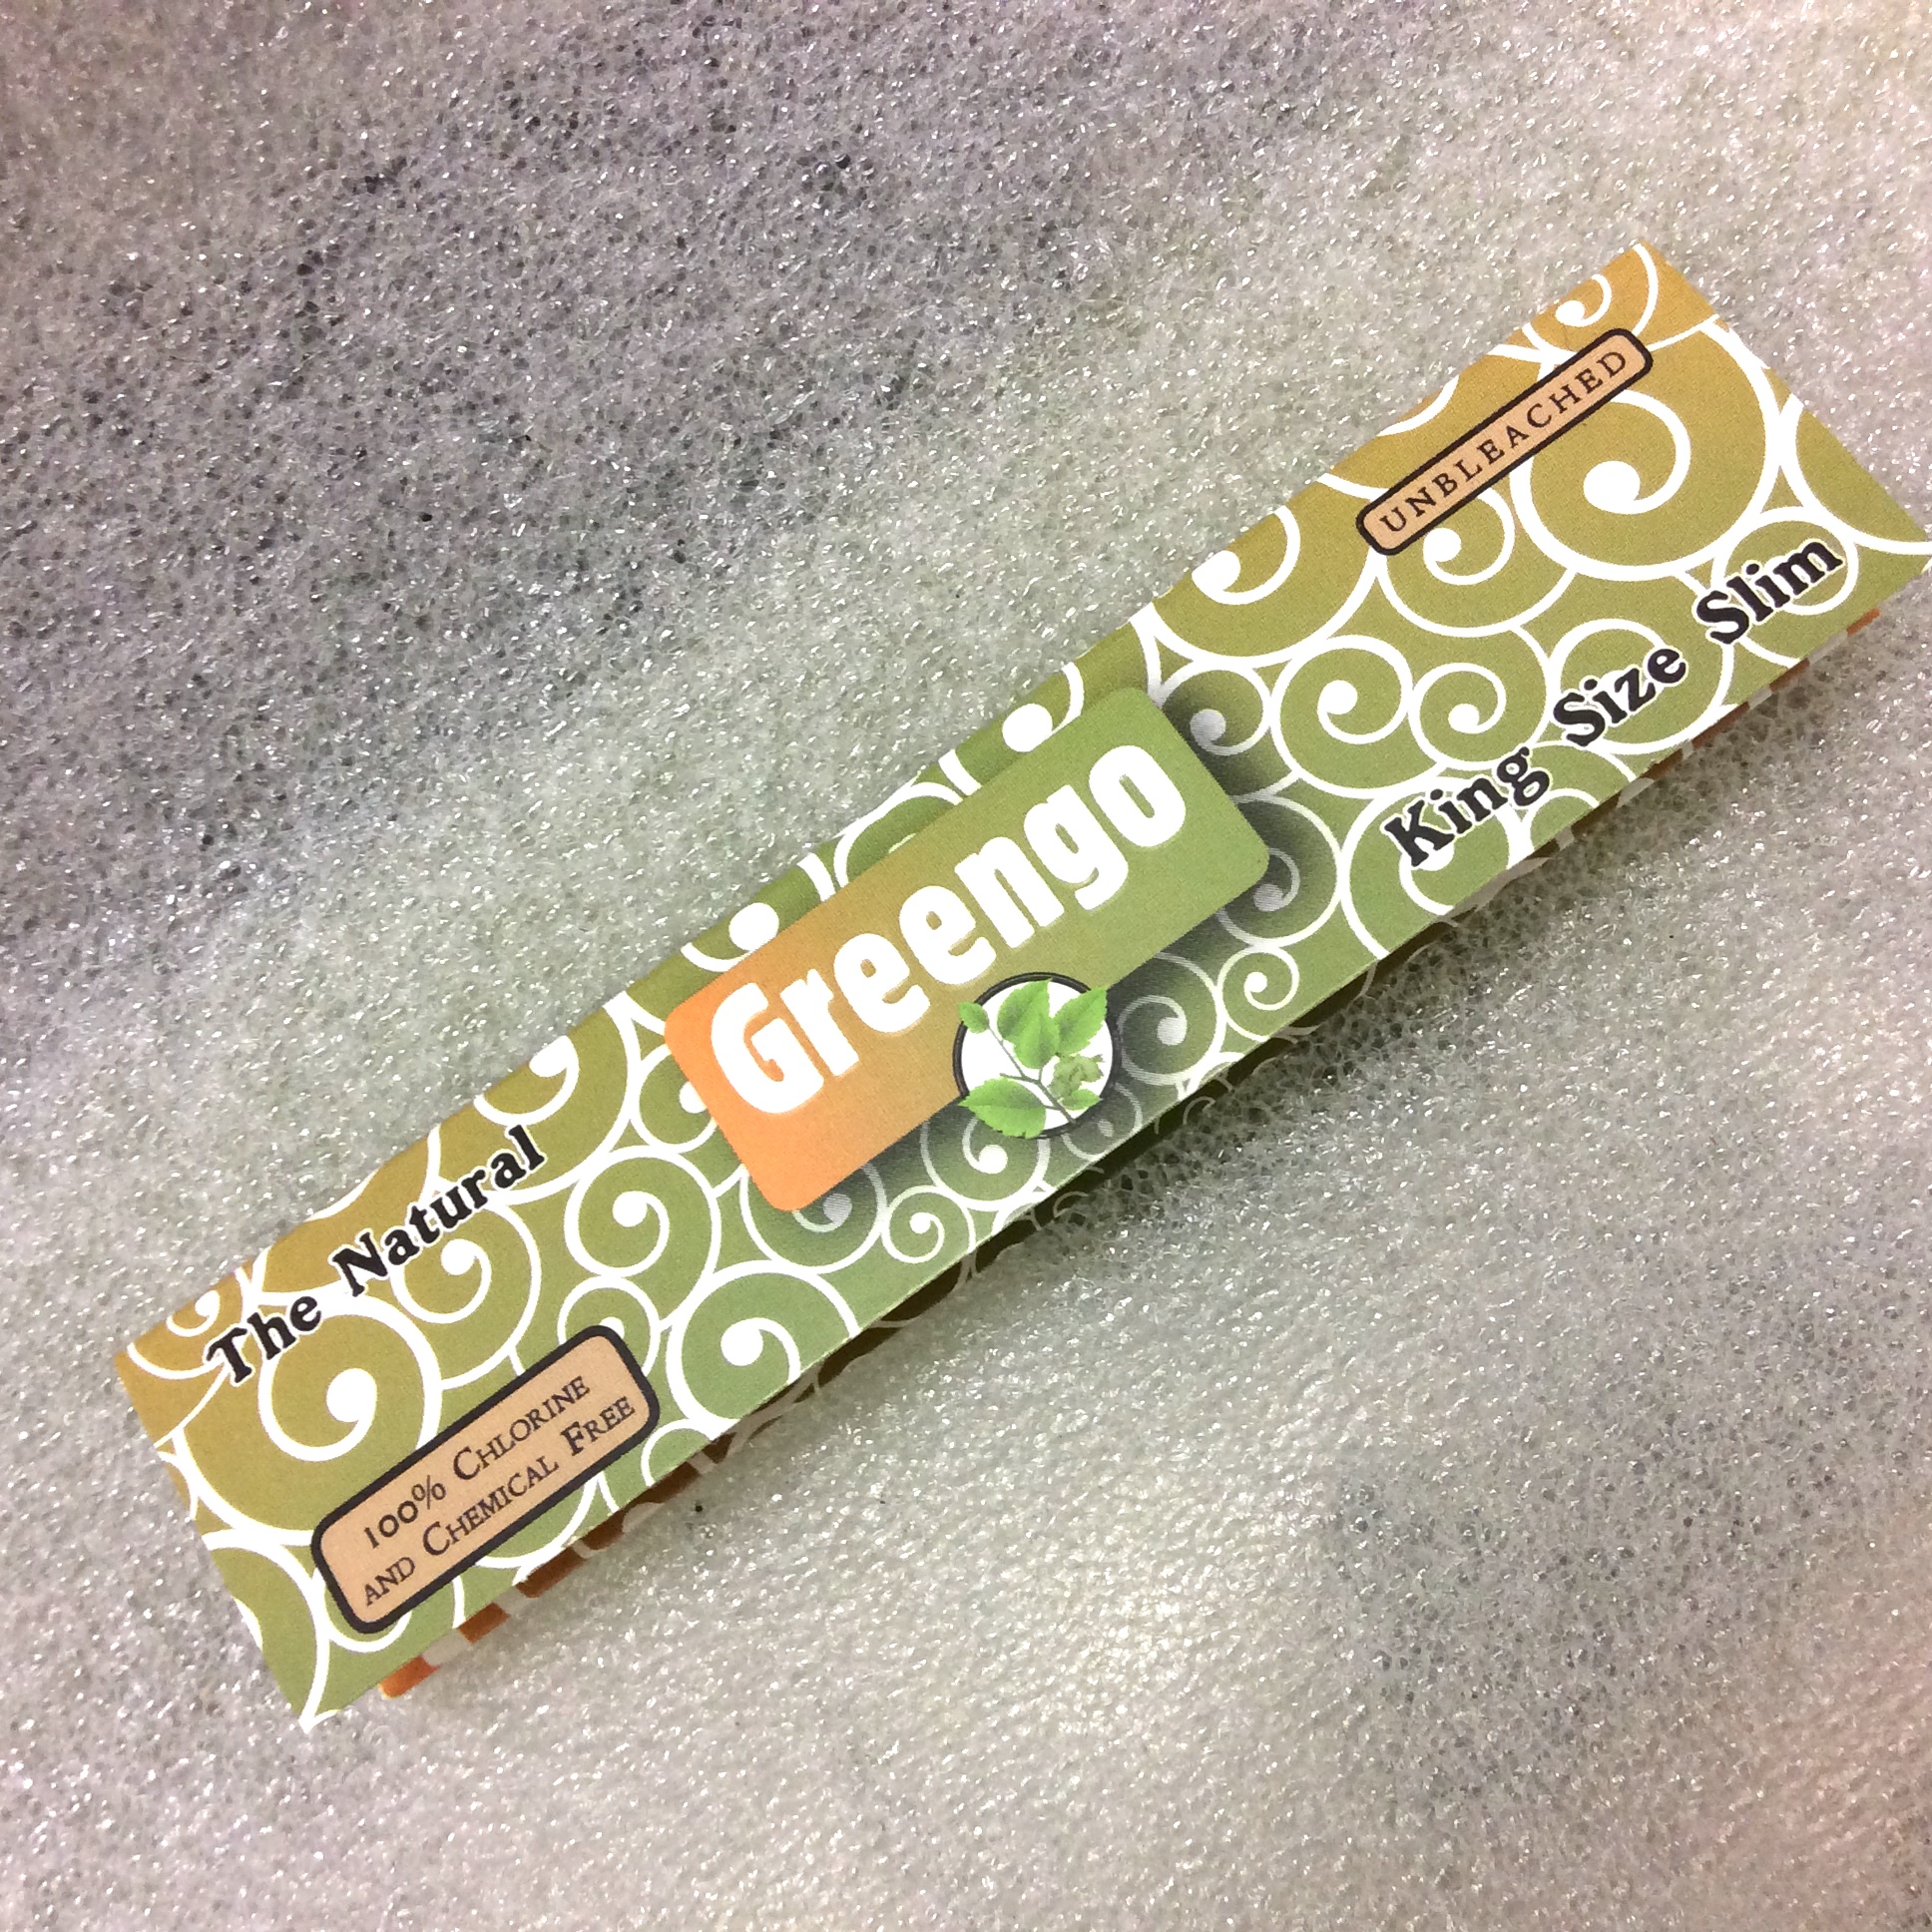 The Natural
100% CHLORINE
AND CHEMICAL FREE
Greengo
UNBLEACHED
King Size Slim